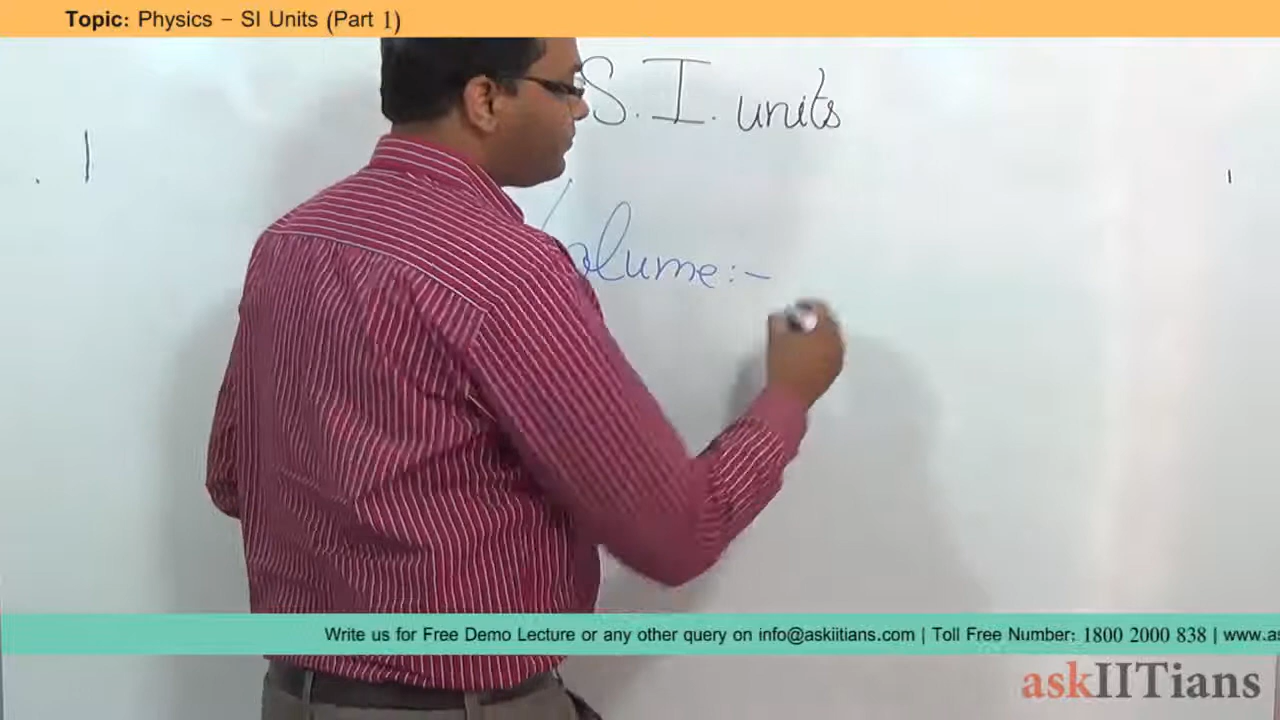 Topic: Physics – SI Units (Part 1)
S.I. units
Volume:-
Write us for Free Demo Lecture or any other query on info@askiitians.com | Toll Free Number: 1800 2000 838 | www.as
askIITians